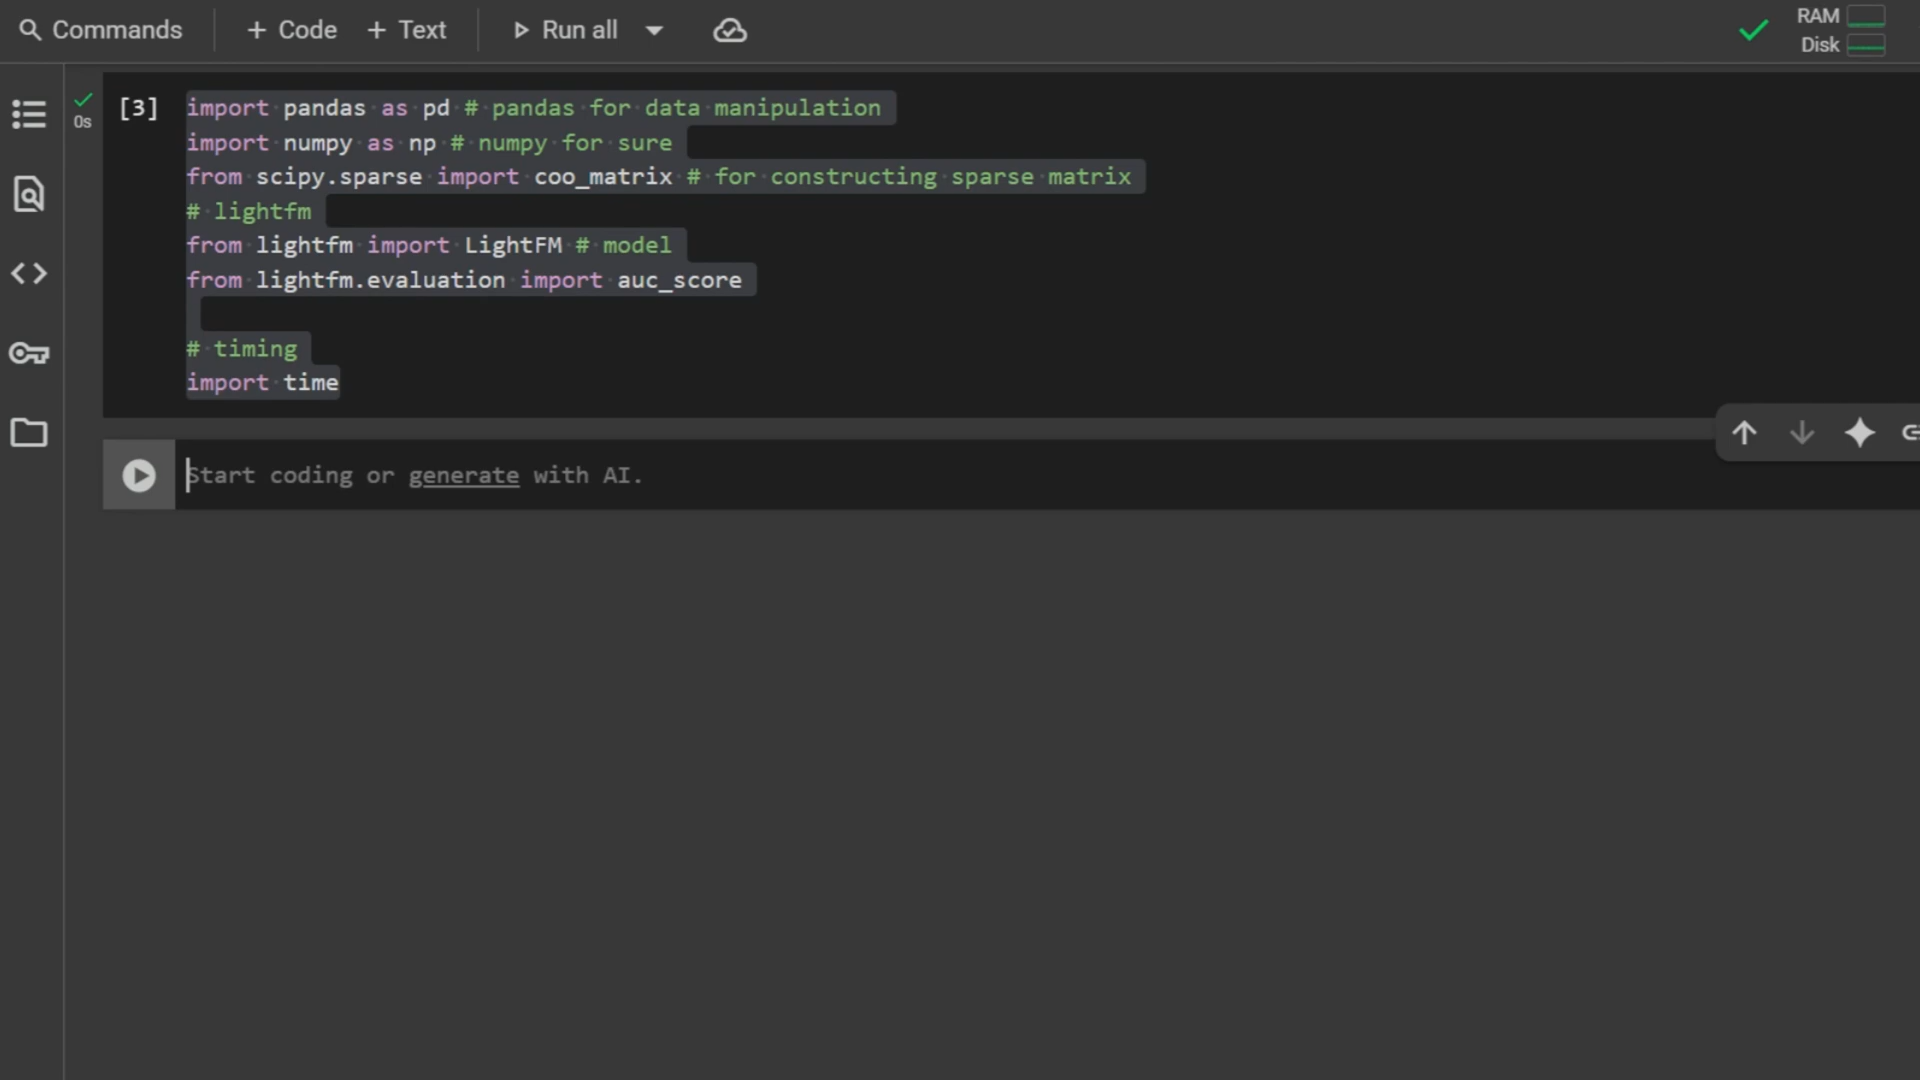 Commands
+ Code
+ Text
Run all
RAM
Disk
0s
[3]
import pandas as pd # pandas for data manipulation
import numpy as np # numpy for sure
from scipy.sparse import coo_matrix # for constructing sparse matrix
# lightfm
from lightfm import LightFM # model
from lightfm.evaluation import auc_score
# timing
import time
Start coding or generate with AI.